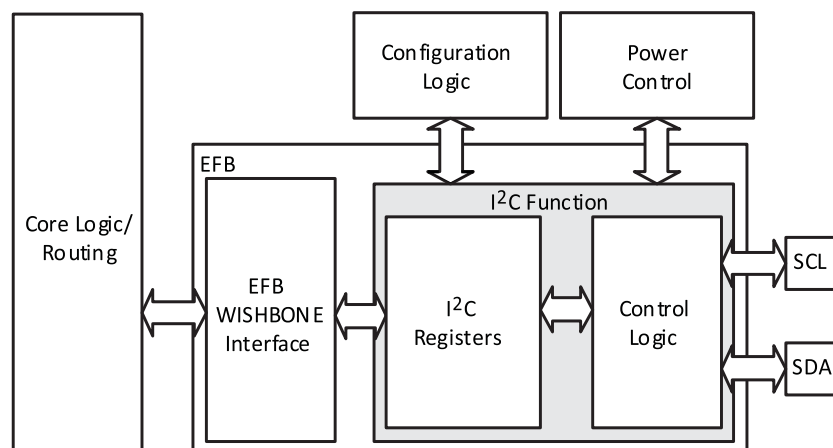 Configuration
Logic
Power
Control
EFB
I²C Function
Core Logic/
Routing
EFB
WISHBONE
Interface
I²C
Registers
Control
Logic
SCL
SDA